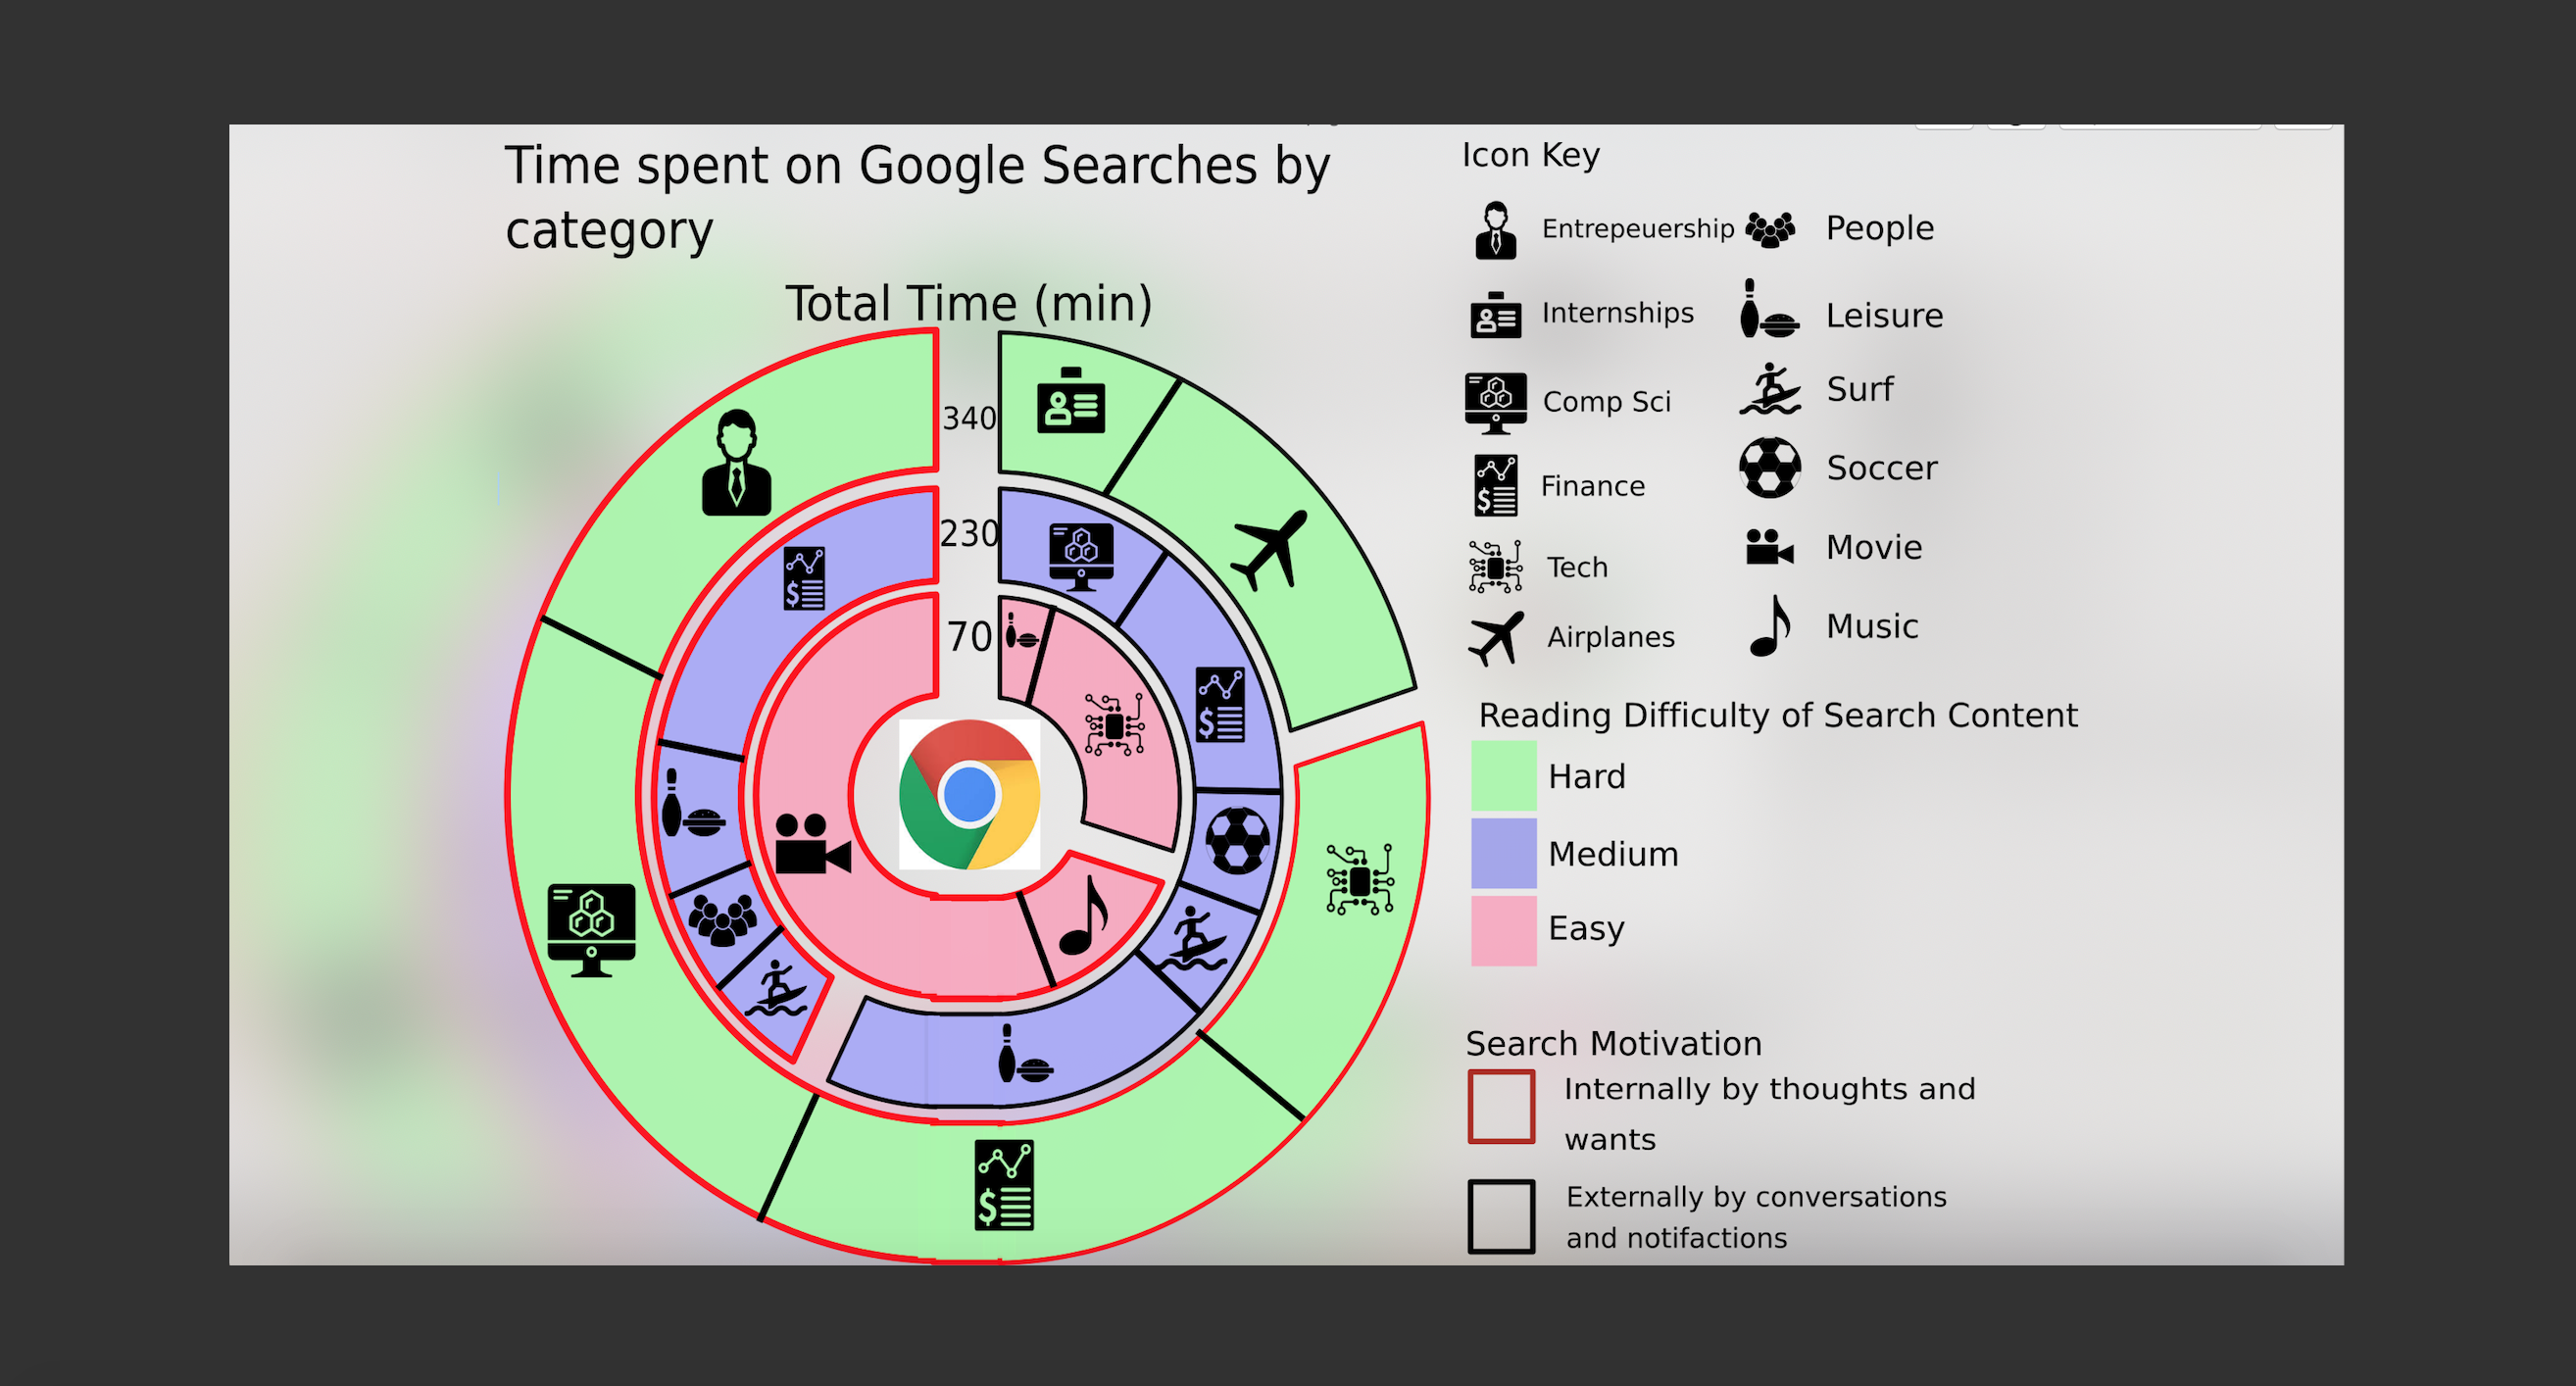 Time spent on Google Searches by
category
Total Time (min)
340
230
70
Icon Key
Entrepeuership
People
Internships
Leisure
Comp Sci
Surf
Finance
Soccer
Tech
Movie
Airplanes
Music
Reading Difficulty of Search Content
Hard
Medium
Easy
Search Motivation
Internally by thoughts and
wants
Externally by conversations
and notifactions